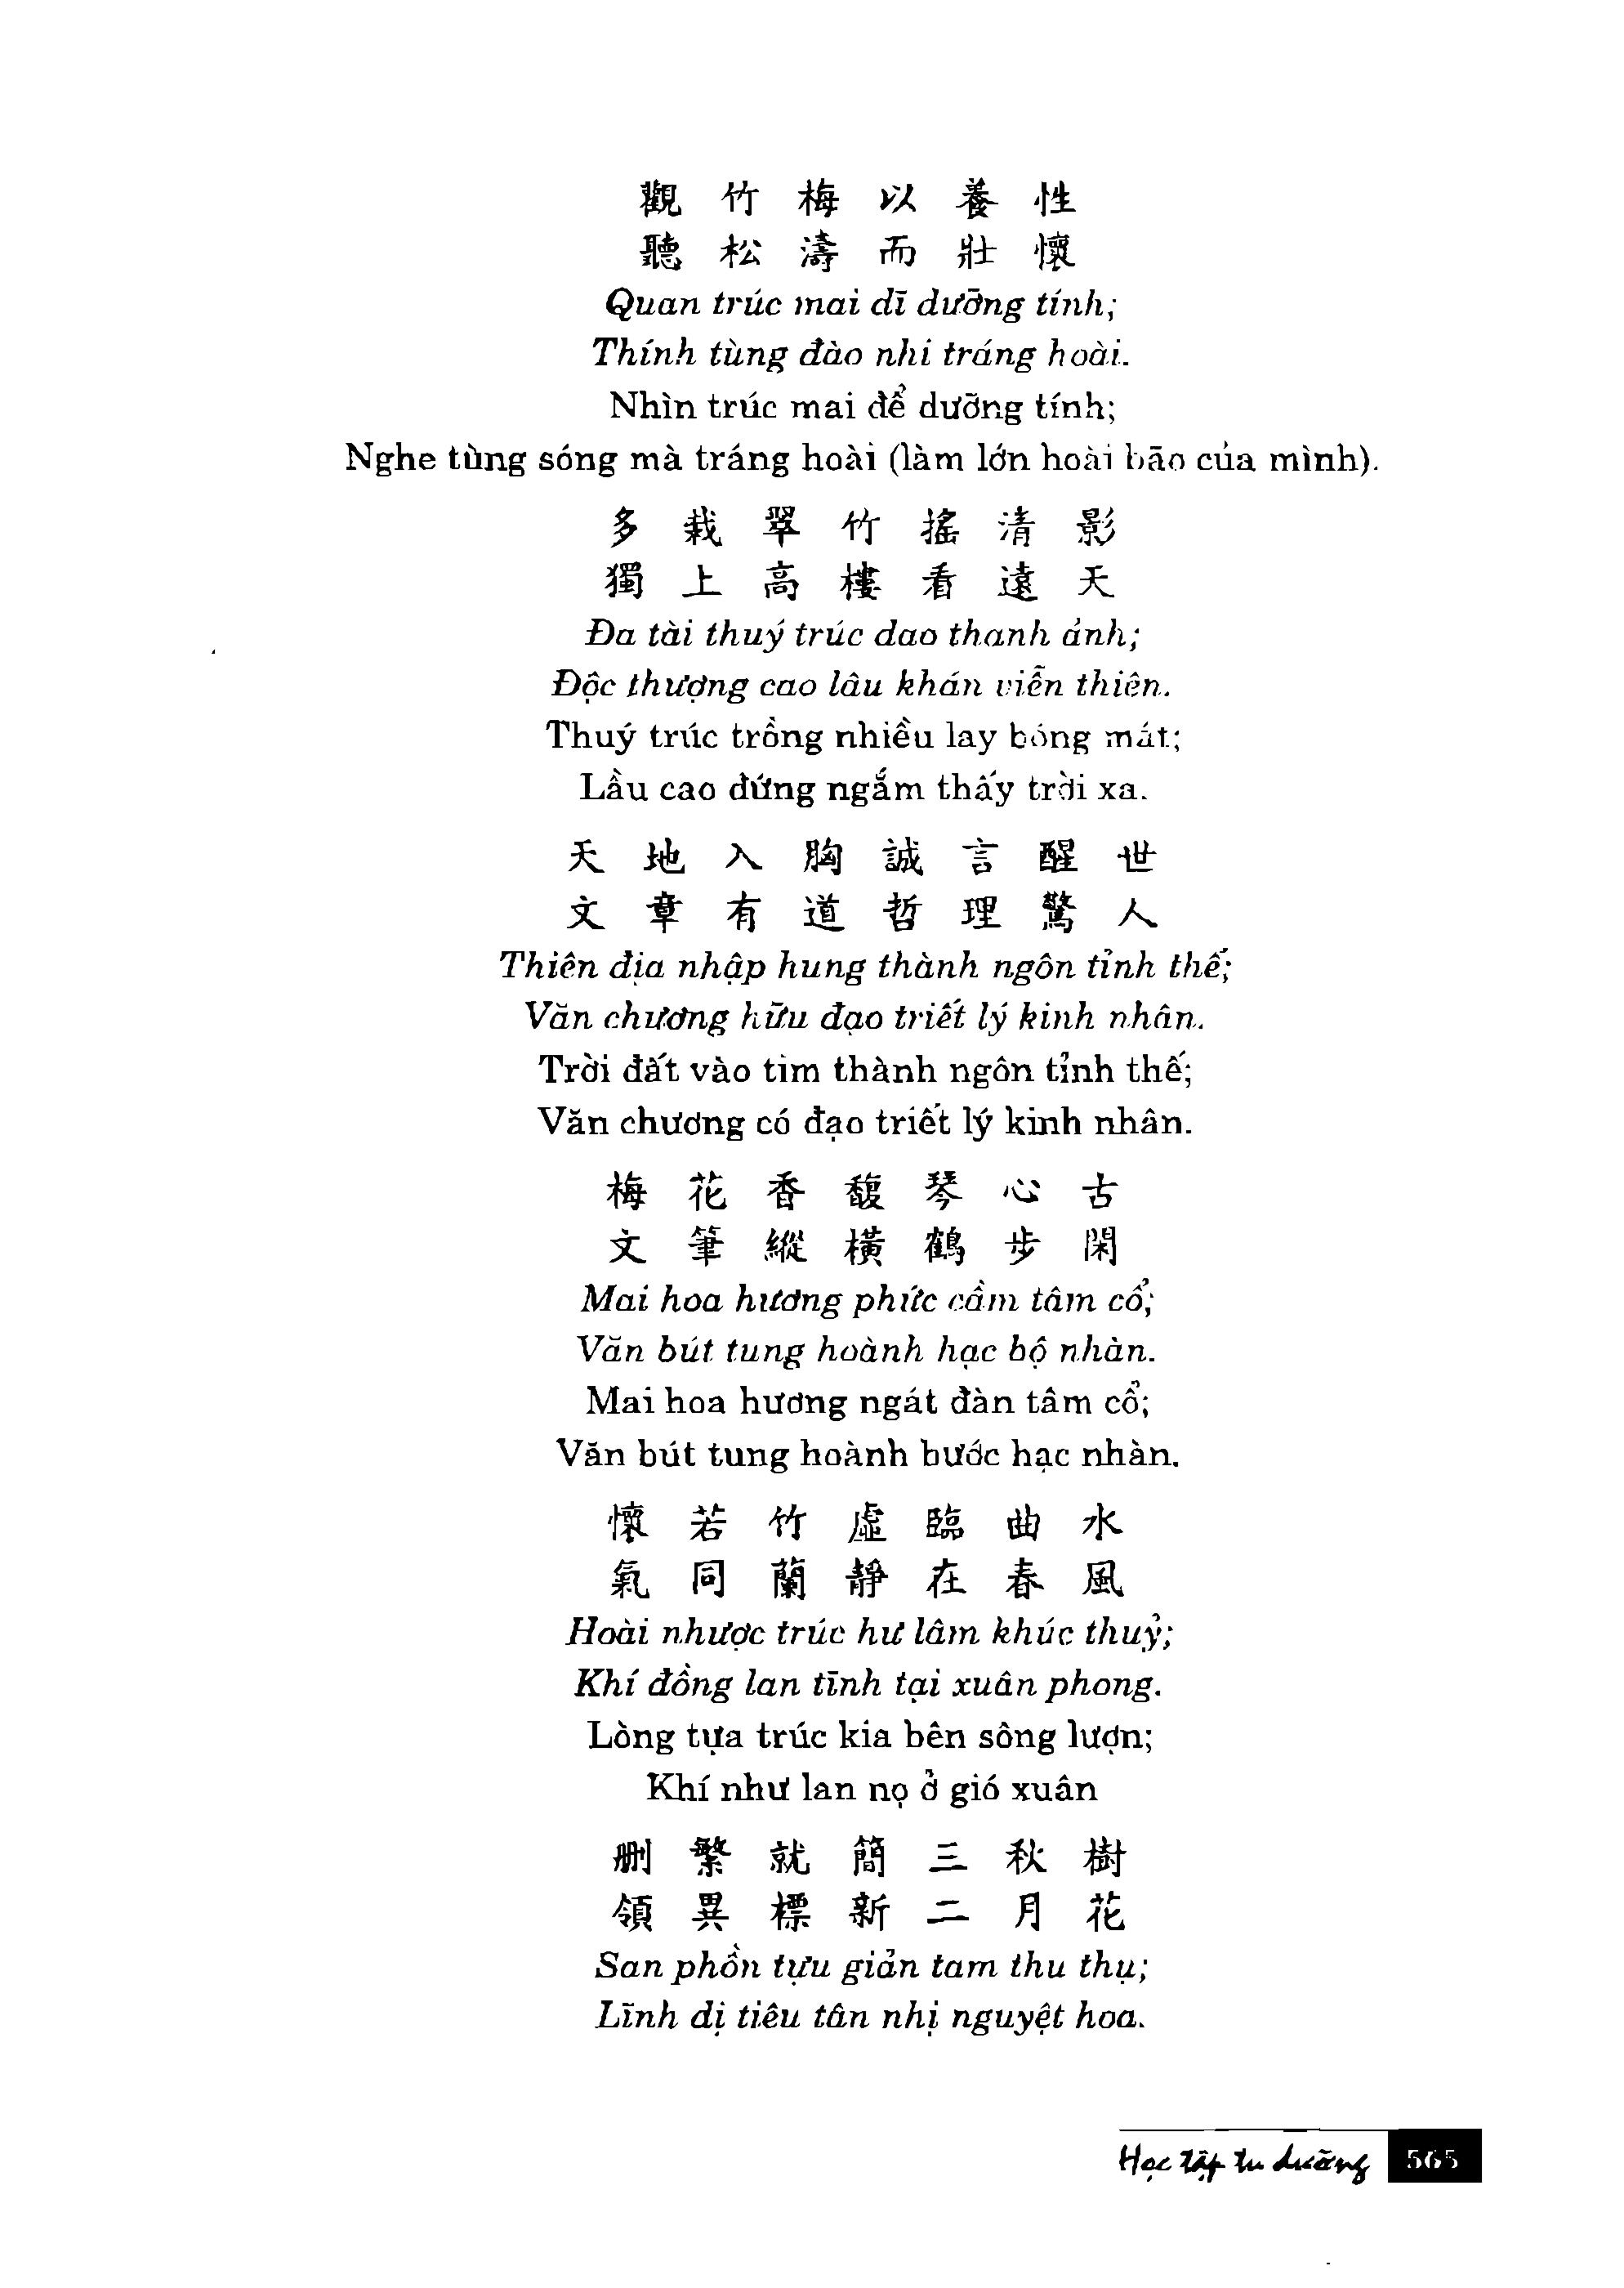 觀竹梅以養性
聽松濤而壯懷
Quan trúc mai dĩ dưỡng tính;
Thính tùng đào nhi tráng hoài.
Nhìn trúc mai để dưỡng tính;
Nghe tùng sóng mà tráng hoài (làm lớn hoài bão của mình).
多栽翠竹搖清影
獨上高樓看遠天
Đa tài thuý trúc dao thanh ảnh;
Độc thượng cao lâu khán viễn thiên.
Thuý trúc trồng nhiều lay bóng mát;
Lầu cao đứng ngắm thấy trời xa.
天地入胸誠言醒世
文章有道哲理驚人
Thiên địa nhập hung thành ngôn tỉnh thế;
Văn chương hữu đạo triết lý kinh nhân.
Trời đất vào tim thành ngôn tỉnh thế;
Văn chương có đạo triết lý kinh nhân.
梅花香馥琴心古
文筆縱橫鶴步閑
Mai hoa hương phức cầm tâm cổ;
Văn bút tung hoành hạc bộ nhàn.
Mai hoa hương ngát đàn tâm cổ;
Văn bút tung hoành bước hạc nhàn.
懷若竹虛臨曲水
氣同蘭靜在春風
Hoài nhược trúc hư lâm khúc thuỷ;
Khí đồng lan tĩnh tại xuân phong.
Lòng tựa trúc kia bên sông lượn;
Khí như lan nọ ở gió xuân
刪繁就簡三秋樹
領異標新二月花
San phồn tựu giản tam thu thụ;
Lĩnh dị tiêu tân nhị nguyệt hoa.
Học tập tu dưỡng 565